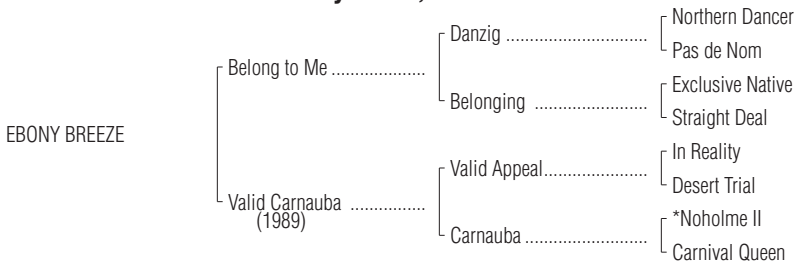 Northern Dancer
Danzig
Pas de Nom
Belong to Me
Exclusive Native
Belonging
Straight Deal
EBONY BREEZE
In Reality
Valid Appeal
Desert Trial
Valid Carnauba
(1989)
*Noholme II
Carnauba
Carnival Queen